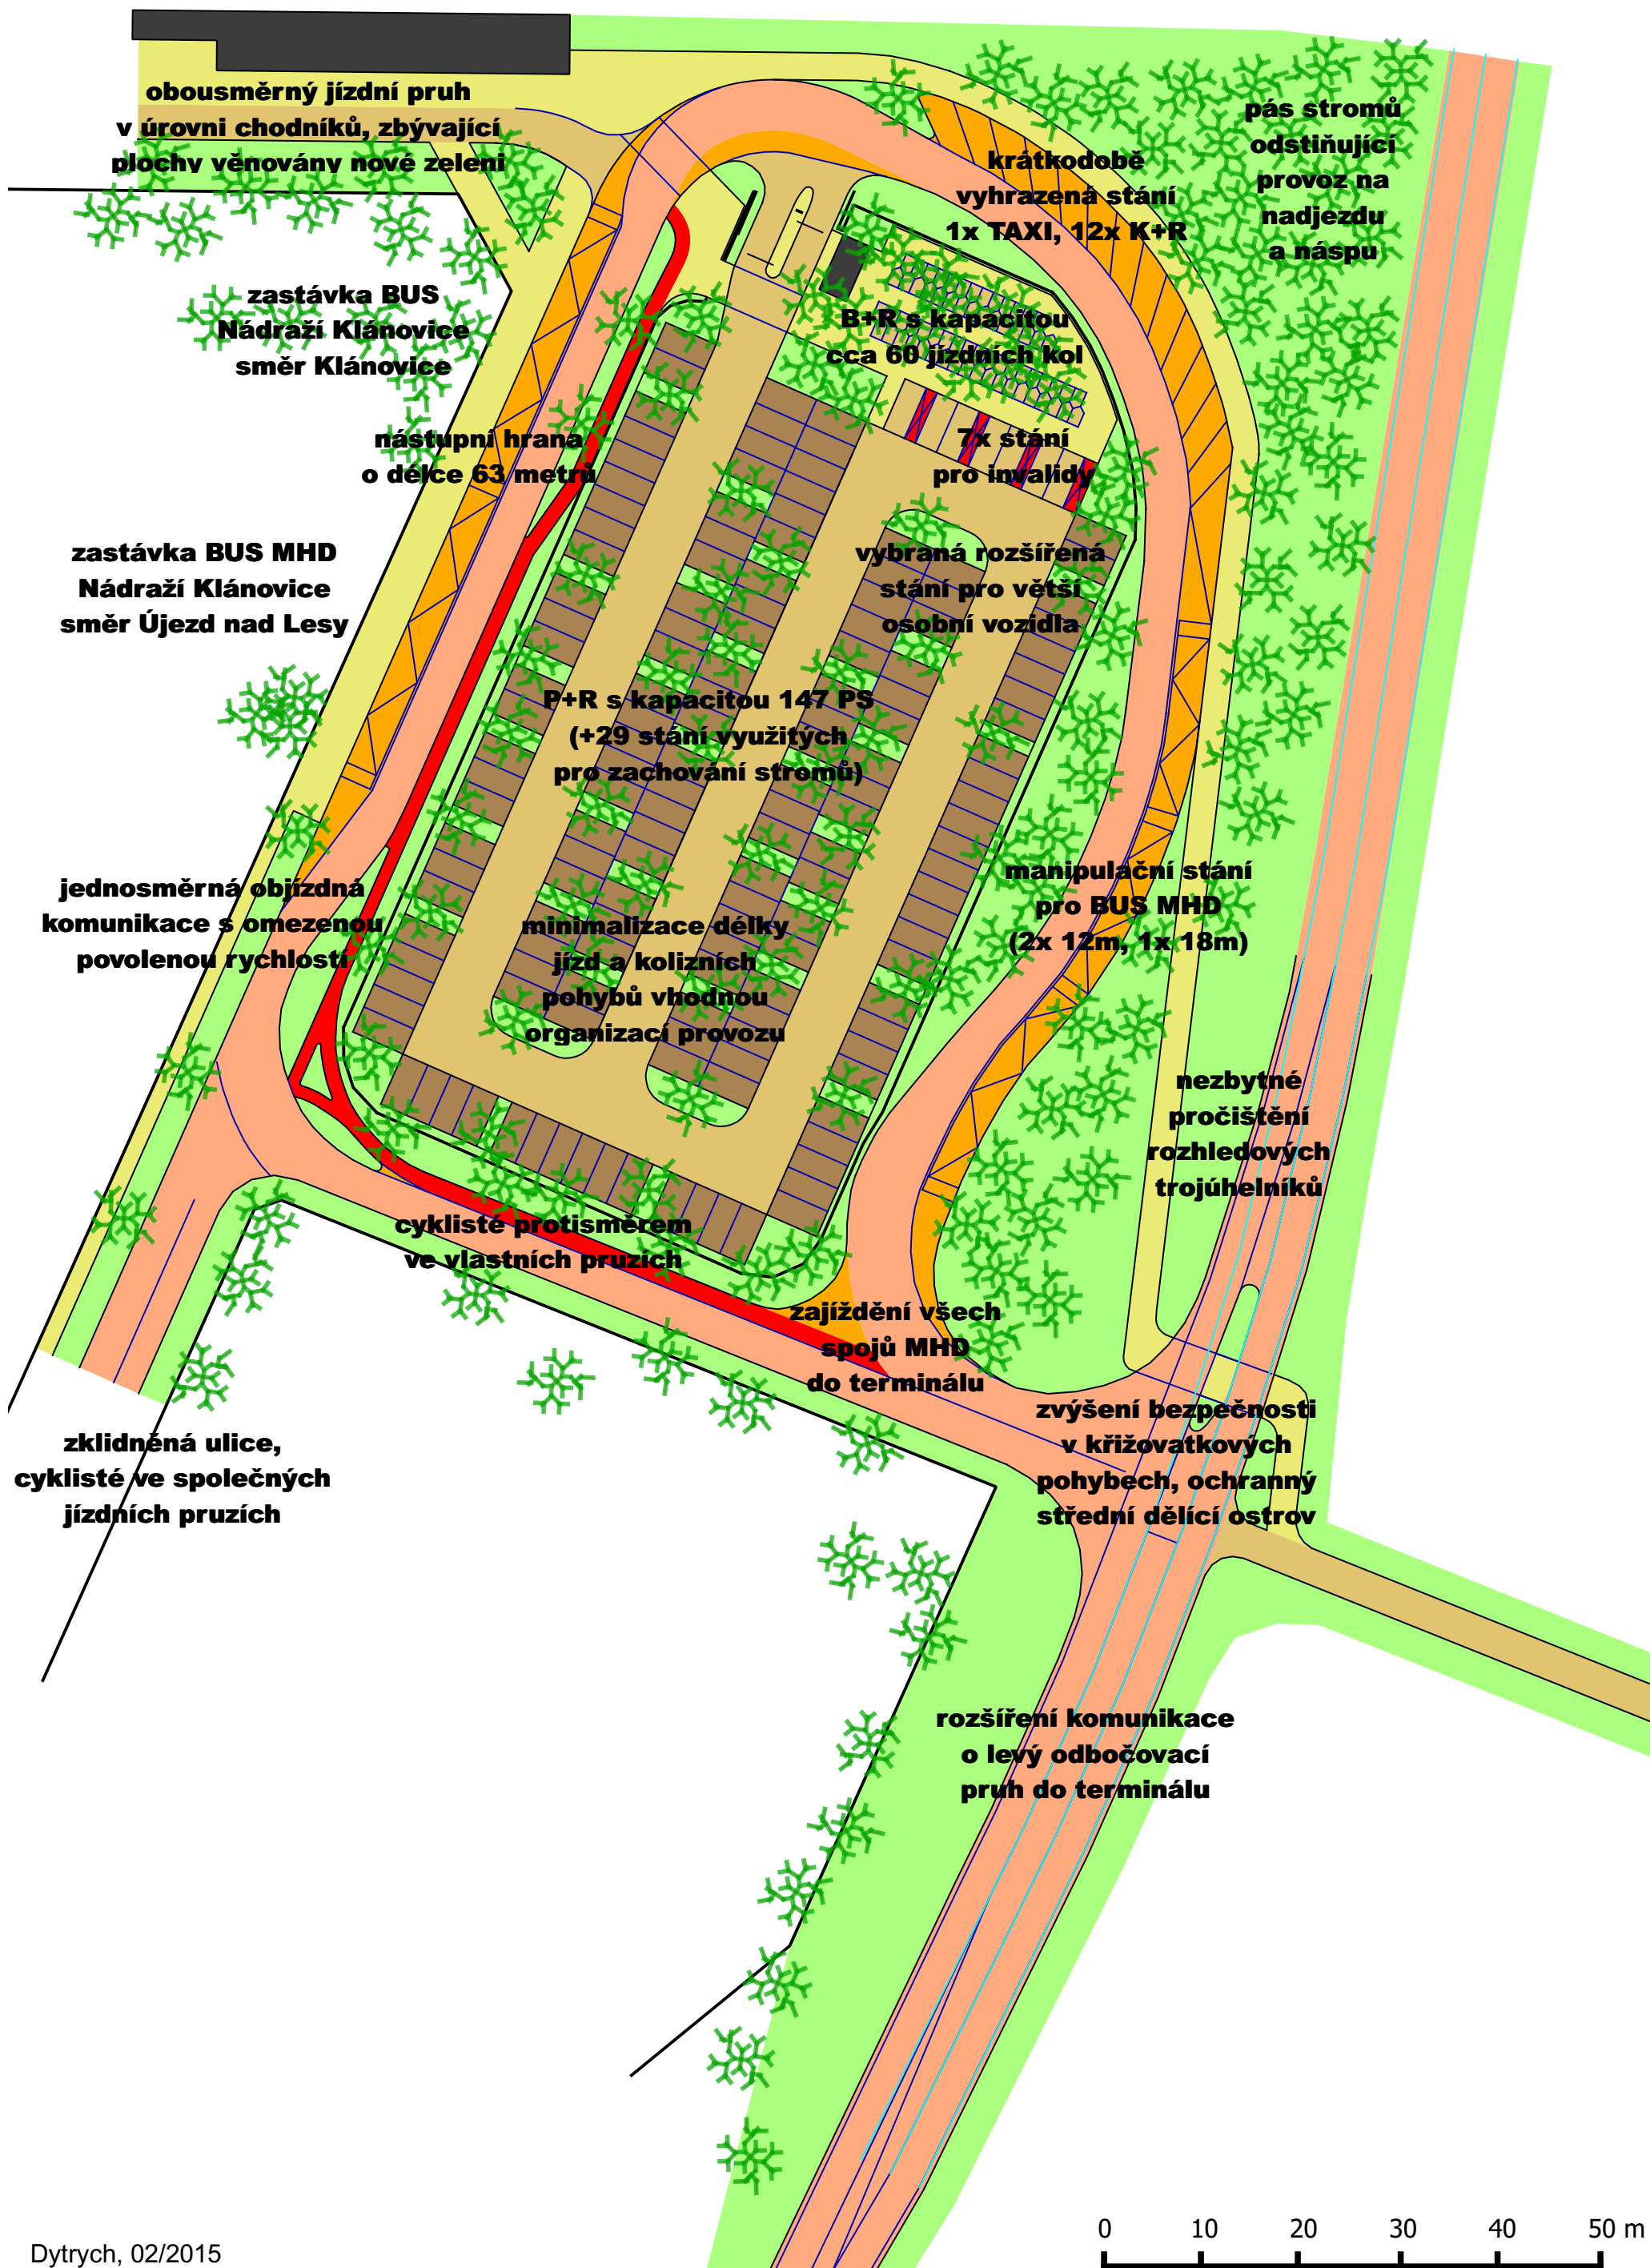 obousměrný jízdní pruh
v úrovni chodníků, zbývající
plochy věnovány nové zeleni
pás stromů
odstiňující
provoz na
nadjezdu
a náspu
krátkodobě
vyhrazená stání
1x TAXI, 12x K+R
zastávka BUS
Nádraží Klánovice
směr Klánovice
B+R s kapacitou
cca 60 jízdních kol
nástupní hrana
o délce 63 metrů
7x stání
pro invalidy
zastávka BUS MHD
Nádraží Klánovice
směr Újezd nad Lesy
vybraná rozšířená
stání pro větší
osobní vozidla
P+R s kapacitou 147 PS
(+29 stání využitých
pro zachování stromů)
jednosměrná objízdná
komunikace s omezenou
povolenou rychlostí
manipulační stání
pro BUS MHD
(2x 12m, 1x 18m)
minimalizace délky
jízd a kolizních
pohybů vhodnou
organizací provozu
nezbytné
pročištění
rozhledových
trojúhelníků
cyklisté protisměrem
ve vlastních pruzích
zajíždění všech
spojů MHD
do terminálu
zvýšení bezpečnosti
v křižovatkových
pohybech, ochranný
střední dělící ostrov
zklidněná ulice,
cyklisté ve společných
jízdních pruzích
rozšíření komunikace
o levý odbočovací
pruh do terminálu
0 10 20 30 40 50 m
Dytrych, 02/2015